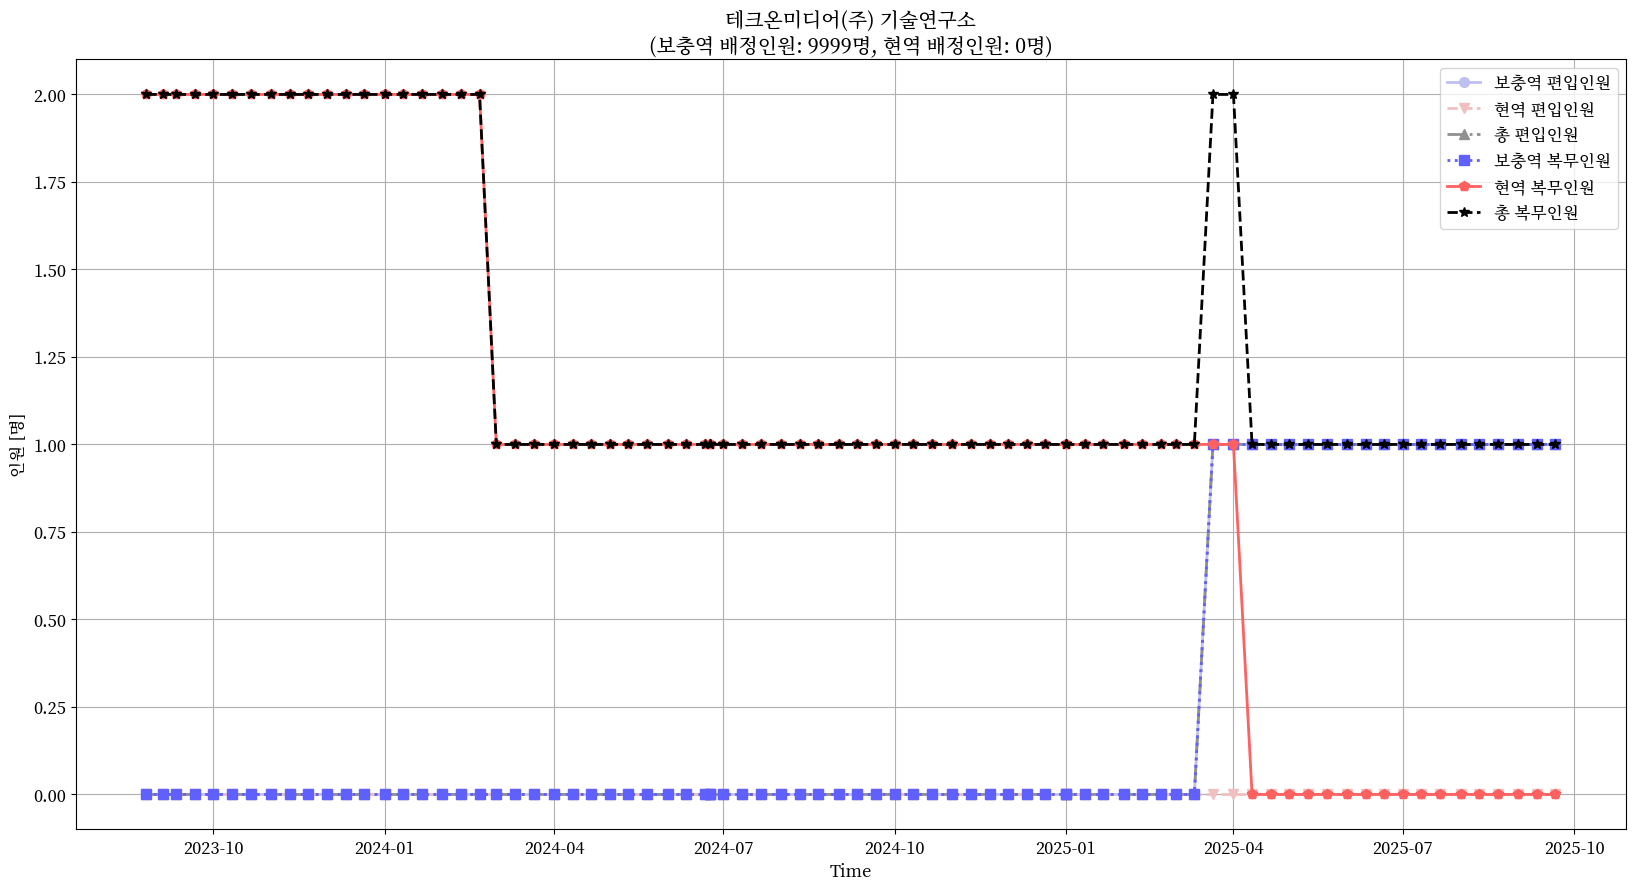 테크온미디어(주) 기술연구소
(보충역 배정인원: 9999명, 현역 배정인원: 0명)
보충역 편입인원
현역 편입인원
총 편입인원
보충역 복무인원
현역 복무인원
총 복무인원
인원 [명]
2.00
1.75
1.50
1.25
1.00
0.75
0.50
0.25
0.00
2023-10
2024-01
2024-04
2024-07
2024-10
2025-01
2025-04
2025-07
2025-10
Time